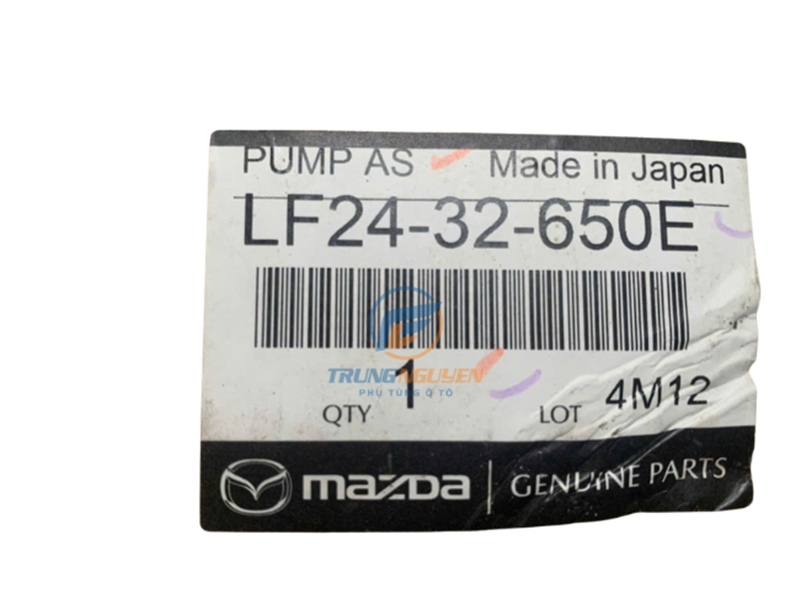 PUMP AS Made in Japan
LF24-32-650E
TRUNGNGUYEN
PHỤ TÙNG Ô TÔ
QTY 1 LOT 4M12
mazda GENUINE PARTS